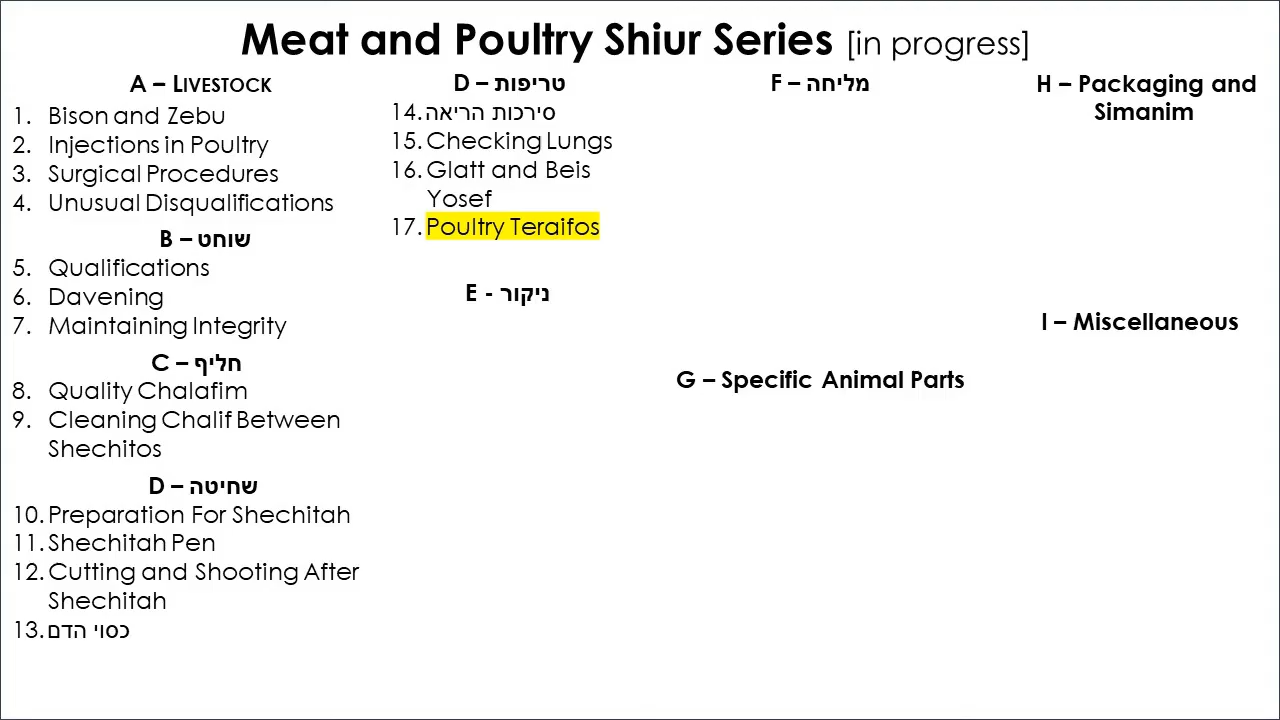 Meat and Poultry Shiur Series [in progress]
A – LIVESTOCK
1. Bison and Zebu
2. Injections in Poultry
3. Surgical Procedures
4. Unusual Disqualifications
B – שוחט
5. Qualifications
6. Davening
7. Maintaining Integrity
C – חליף
8. Quality Chalafim
9. Cleaning Chalif Between
Shechitos
D – שחיטה
10. Preparation For Shechitah
11. Shechitah Pen
12. Cutting and Shooting After
Shechitah
13. כסוי הדם
D – טריפות
14. סירכות הריאה
15. Checking Lungs
16. Glatt and Beis
Yosef
17. Poultry Teraifos
E - ניקור
F – מליחה
G – Specific Animal Parts
H – Packaging and
Simanim
I – Miscellaneous